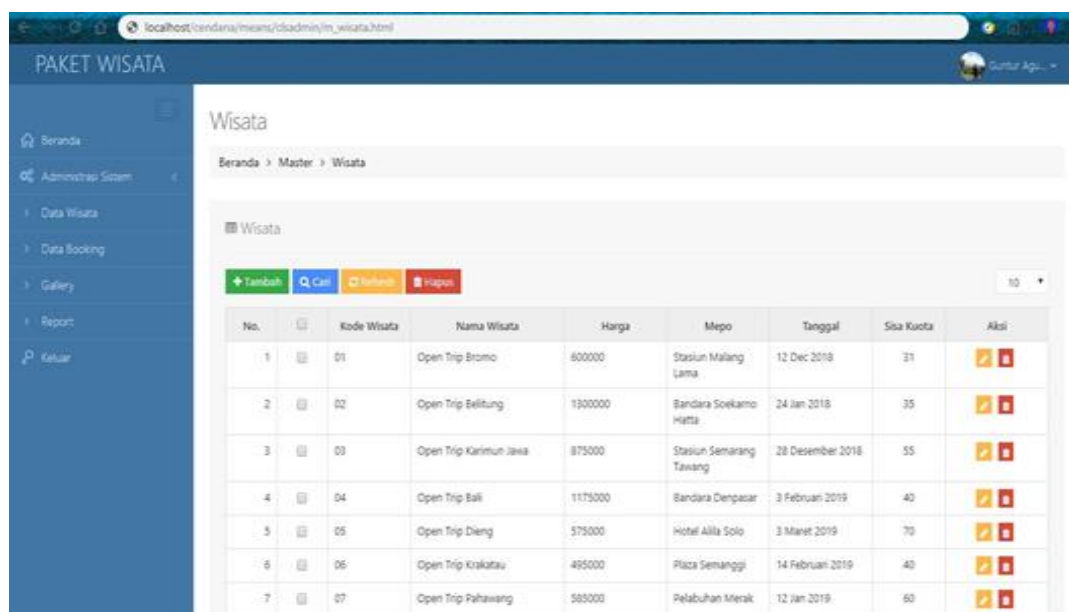 localhost/cendana/means/clsadmin/m_wisata.html
PAKET WISATA
Guntur Agu...
Beranda
Administrasi Sistem
Data Wisata
Data Booking
Gallery
Report
Keluar
Wisata
Beranda > Master > Wisata
Wisata
Tambah Cari Refresh Hapus 10
No. Kode Wisata Nama Wisata Harga Mepo Tanggal Sisa Kuota Aksi
1 01 Open Trip Bromo 600000 Stasiun Malang Lama 12 Dec 2018 31
2 02 Open Trip Belitung 1300000 Bandara Soekarno Hatta 24 Jan 2018 35
3 03 Open Trip Karimun Jawa 875000 Stasiun Semarang Tawang 28 Desember 2018 55
4 04 Open Trip Bali 1175000 Bandara Denpasar 3 Februari 2019 40
5 05 Open Trip Dieng 575000 Hotel Alila Solo 3 Maret 2019 70
6 06 Open Trip Krakatau 495000 Plaza Semanggi 14 Februari 2019 40
7 07 Open Trip Pahawang 585000 Pelabuhan Merak 12 Jan 2019 60